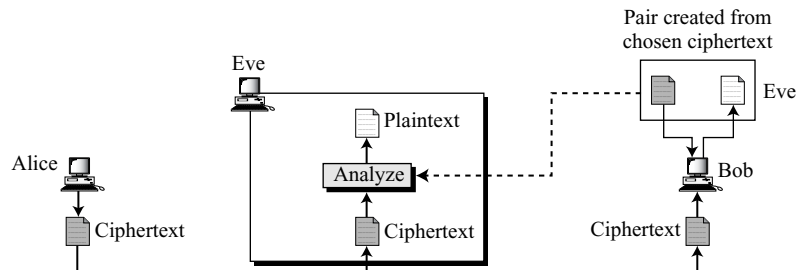 Pair created from
chosen ciphertext
Eve
Eve
Plaintext
Alice
Analyze
Bob
Ciphertext
Ciphertext
Ciphertext